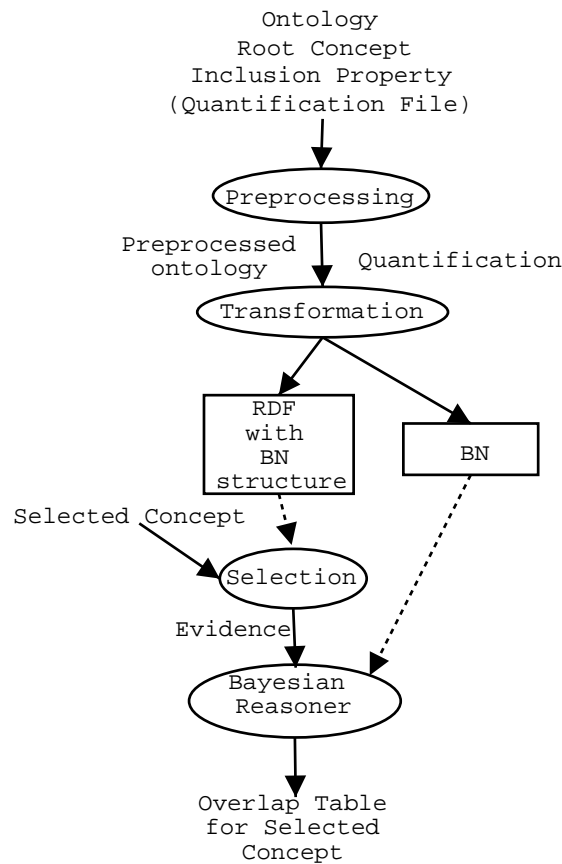 Ontology
Root Concept
Inclusion Property
(Quantification File)
Preprocessing
Preprocessed
ontology
Quantification
Transformation
RDF
with
BN
structure
BN
Selected Concept
Selection
Evidence
Bayesian
Reasoner
Overlap Table
for Selected
Concept